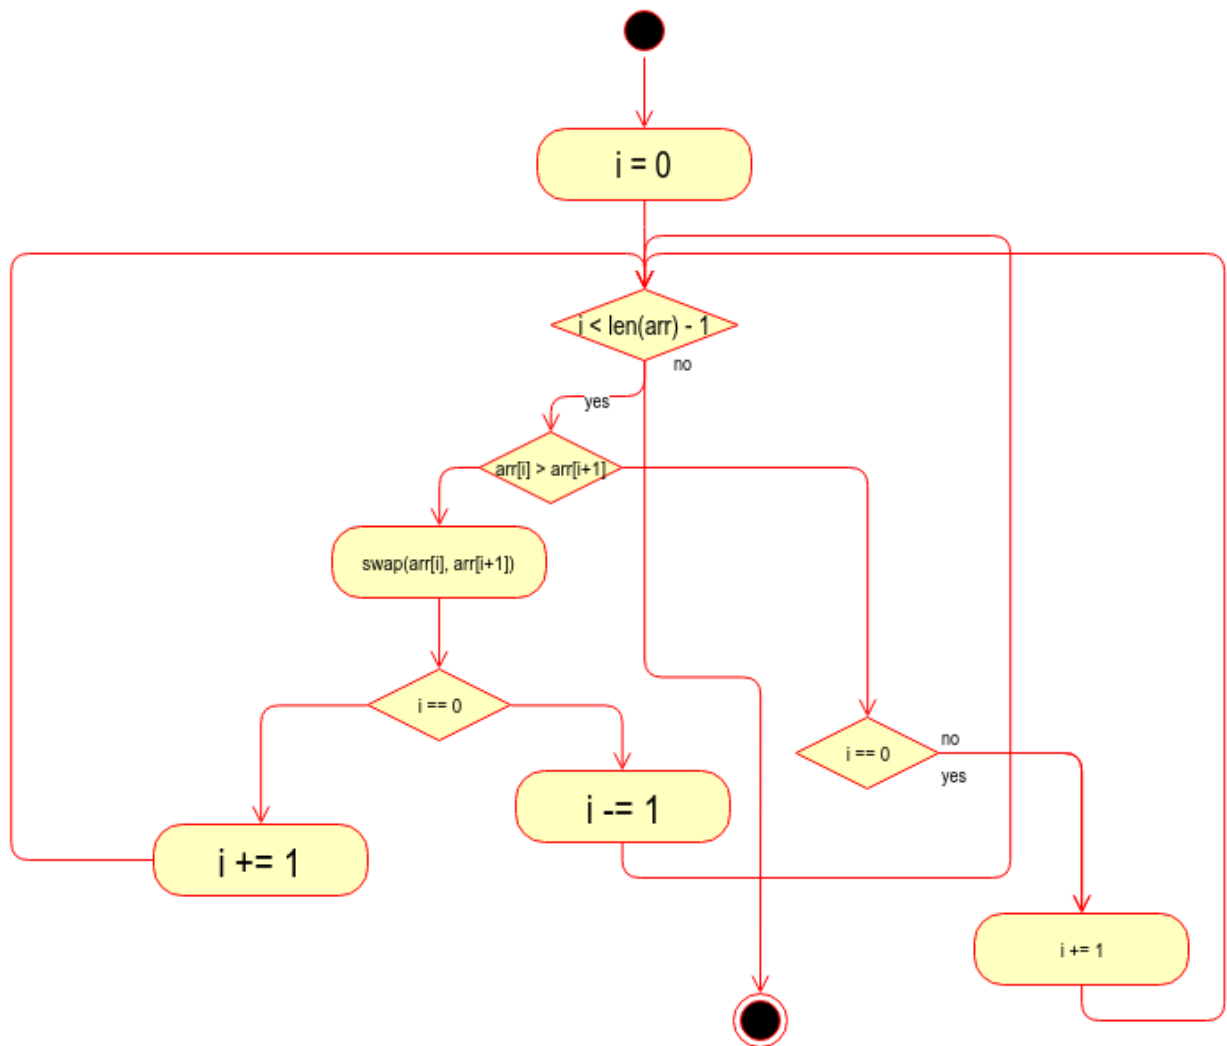 i = 0
i < len(arr) - 1
no
yes
arr[i] > arr[i+1]
swap(arr[i], arr[i+1])
i == 0
i == 0
no
yes
i -= 1
i += 1
i += 1